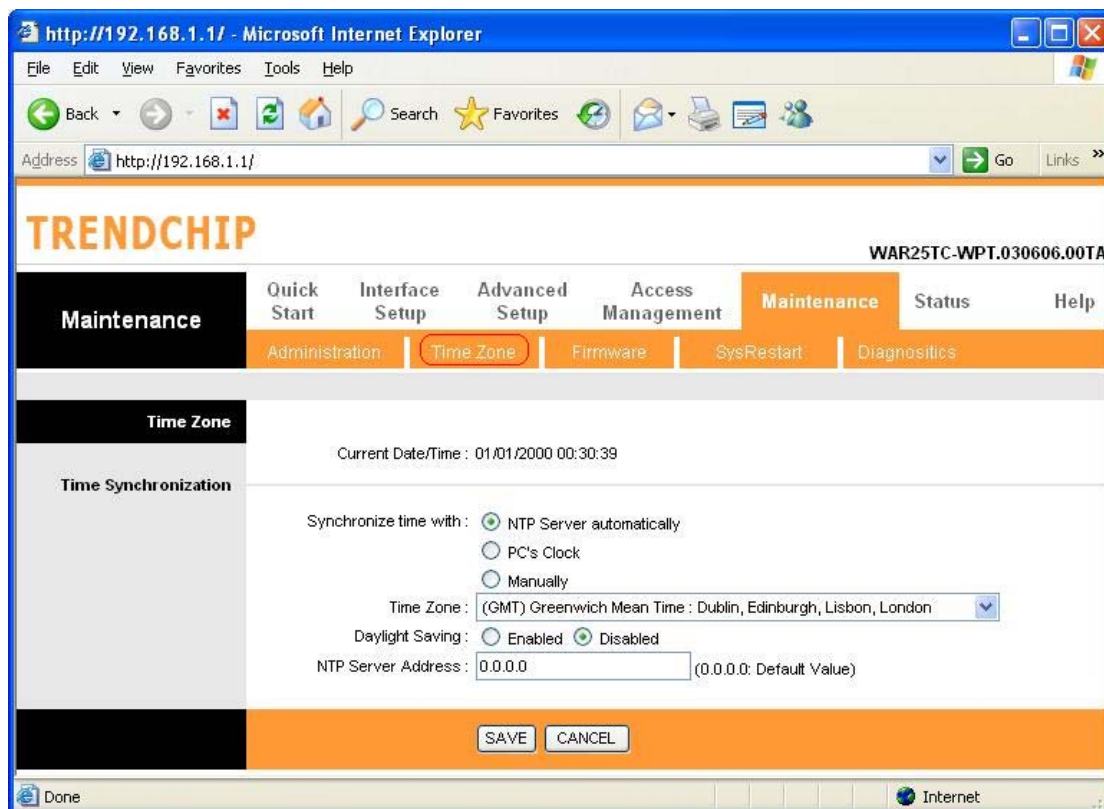 http://192.168.1.1/ - Microsoft Internet Explorer
File Edit View Favorites Tools Help
Back Search Favorites
Address http://192.168.1.1/ Go Links »
TRENDCHIP
WAR25TC-WPT.030606.00TA
Maintenance
Quick Start Interface Setup Advanced Setup Access Management Maintenance Status Help
Administration Time Zone Firmware SysRestart Diagnositics
Time Zone
Current Date/Time : 01/01/2000 00:30:39
Time Synchronization
Synchronize time with : NTP Server automatically
PC's Clock
Manually
Time Zone : (GMT) Greenwich Mean Time : Dublin, Edinburgh, Lisbon, London
Daylight Saving : Enabled Disabled
NTP Server Address : 0.0.0.0 (0.0.0.0: Default Value)
SAVE CANCEL
Done Internet